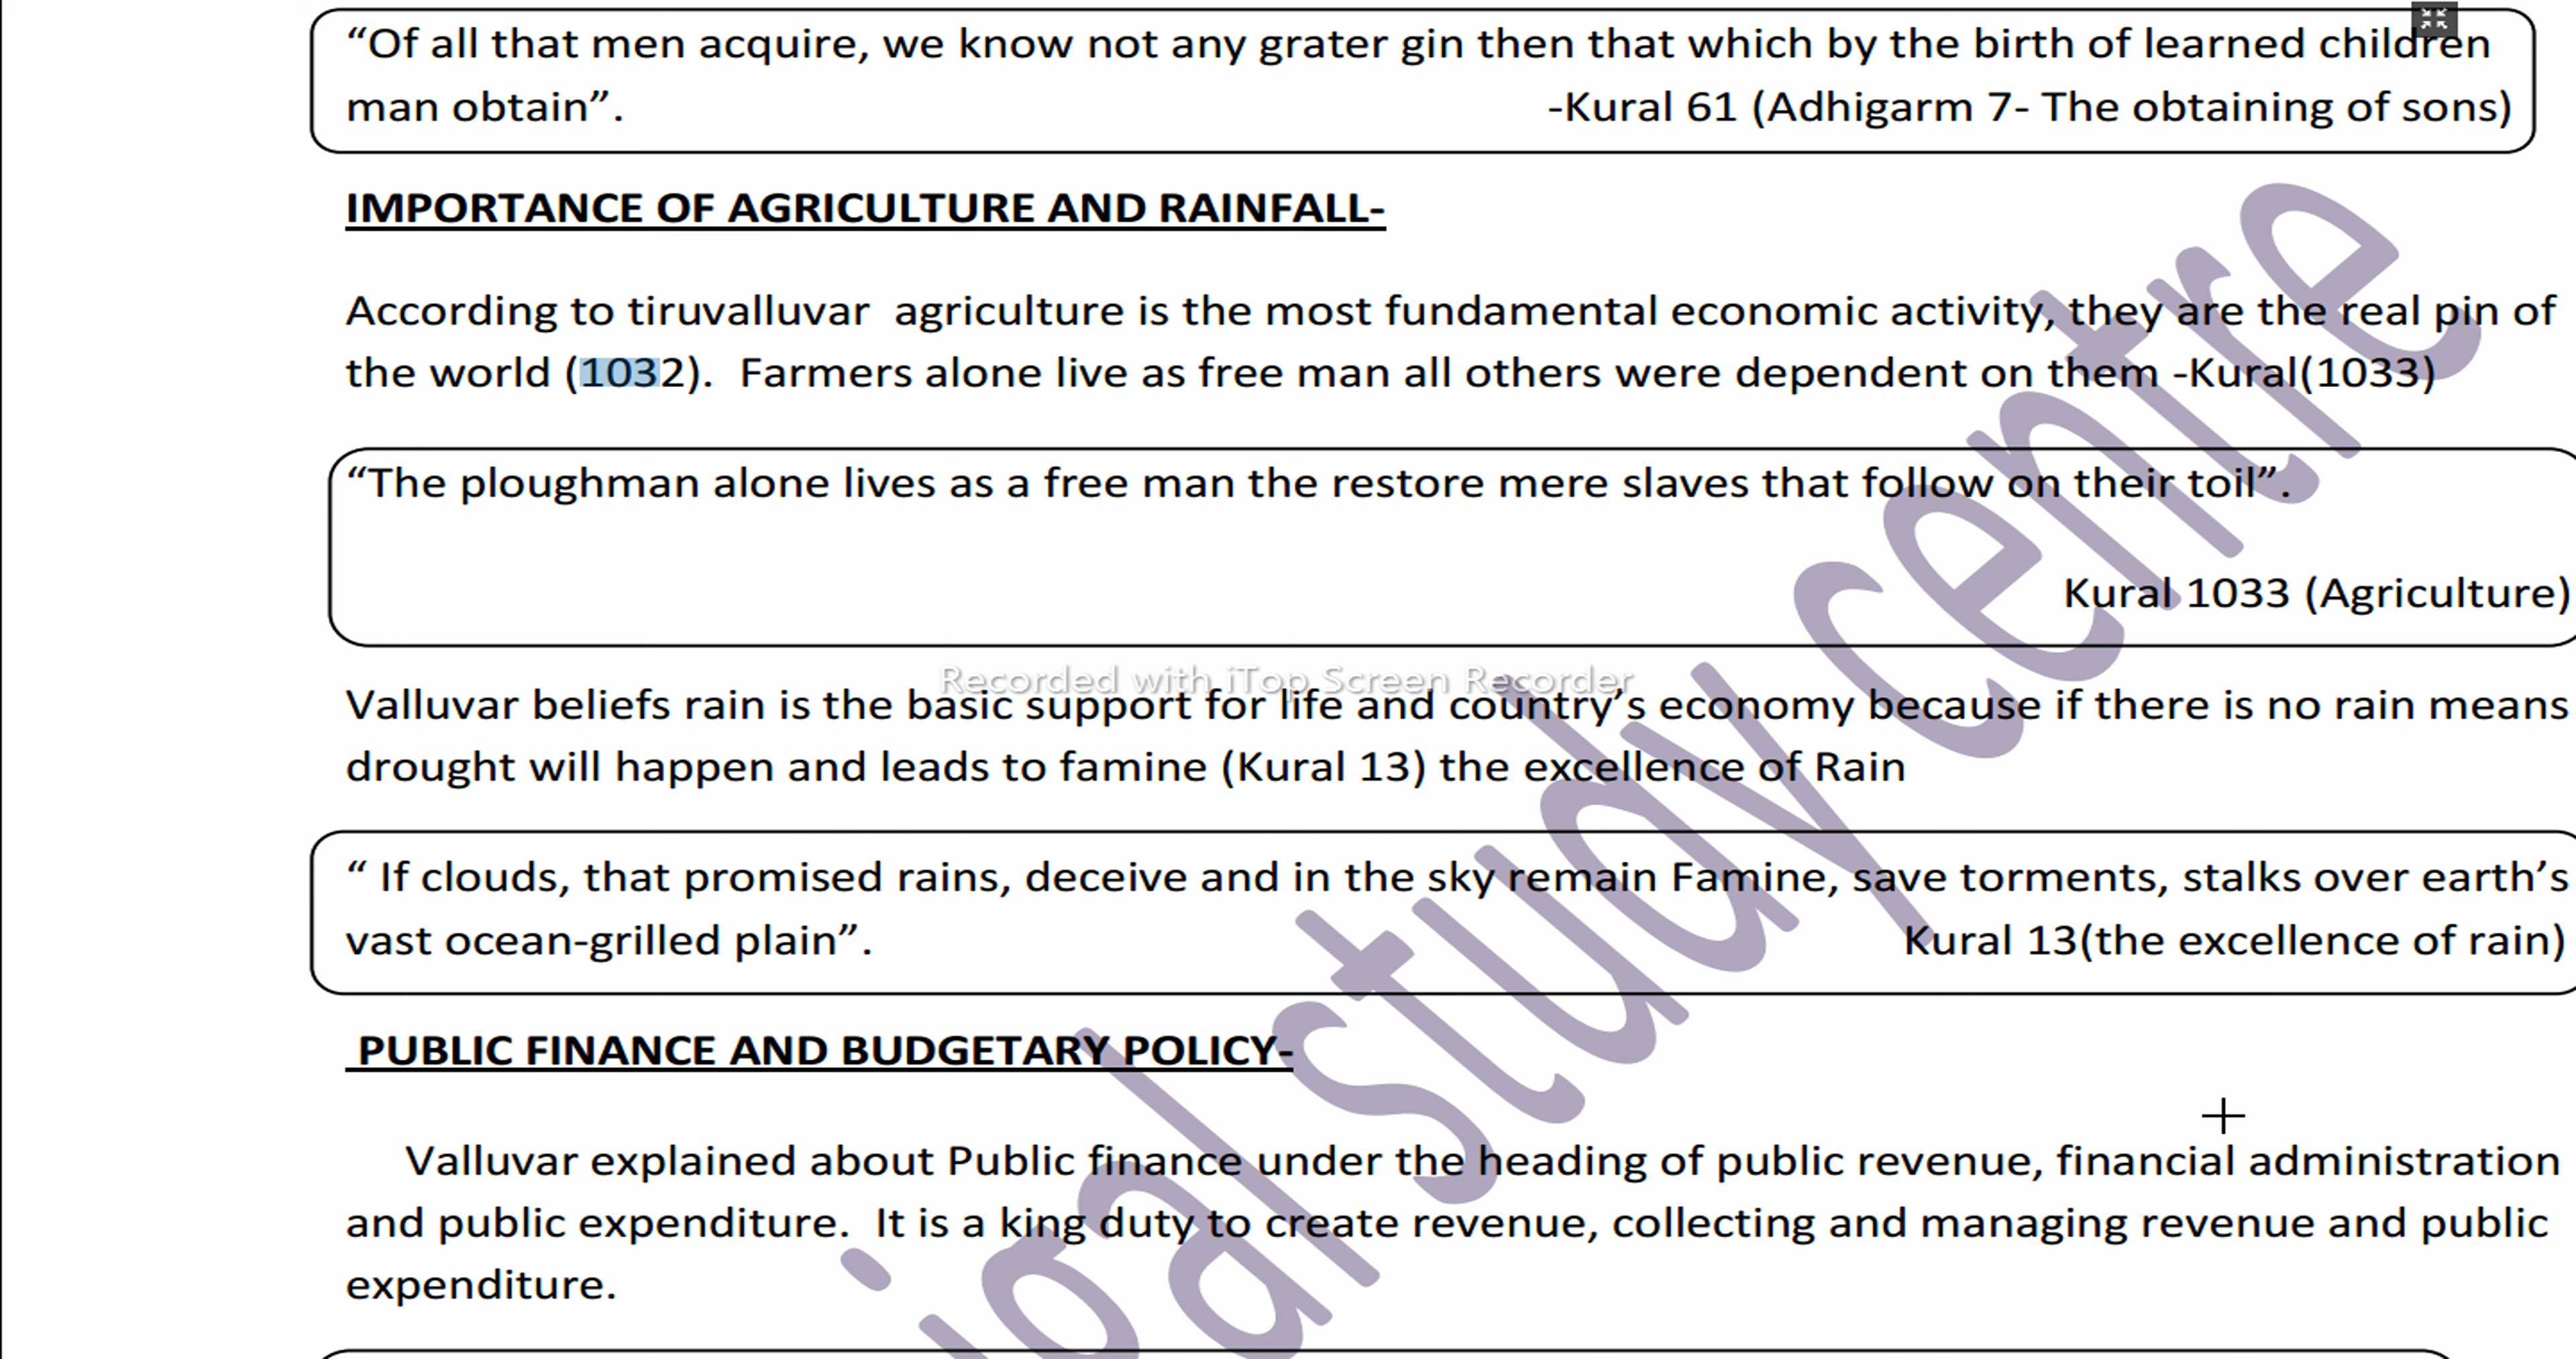 “Of all that men acquire, we know not any grater gin then that which by the birth of learned children
man obtain”. -Kural 61 (Adhigarm 7- The obtaining of sons)
IMPORTANCE OF AGRICULTURE AND RAINFALL-
According to tiruvalluvar agriculture is the most fundamental economic activity, they are the real pin of
the world (1032). Farmers alone live as free man all others were dependent on them -Kural(1033)
“The ploughman alone lives as a free man the restore mere slaves that follow on their toil”.
Kural 1033 (Agriculture)
Recorded with iTop Screen Recorder
Valluvar beliefs rain is the basic support for life and country’s economy because if there is no rain means
drought will happen and leads to famine (Kural 13) the excellence of Rain
“ If clouds, that promised rains, deceive and in the sky remain Famine, save torments, stalks over earth’s
vast ocean-grilled plain”. Kural 13(the excellence of rain)
PUBLIC FINANCE AND BUDGETARY POLICY-
Valluvar explained about Public finance under the heading of public revenue, financial administration
and public expenditure. It is a king duty to create revenue, collecting and managing revenue and public
expenditure.
study centre